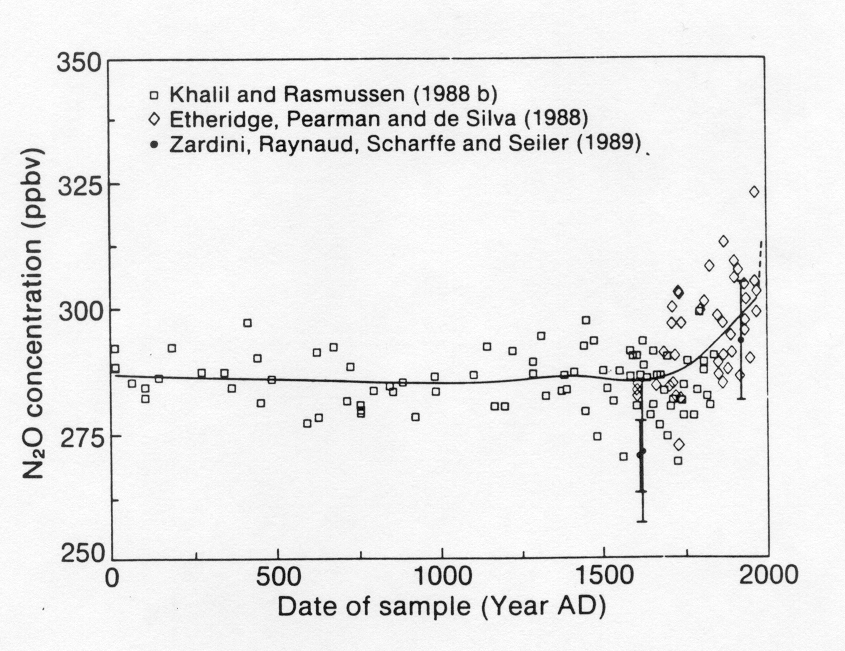 350
325
300
275
250
N₂O concentration (ppbv)
Khalil and Rasmussen (1988 b)
Etheridge, Pearman and de Silva (1988)
Zardini, Raynaud, Scharffe and Seiler (1989)
0 500 1000 1500 2000
Date of sample (Year AD)